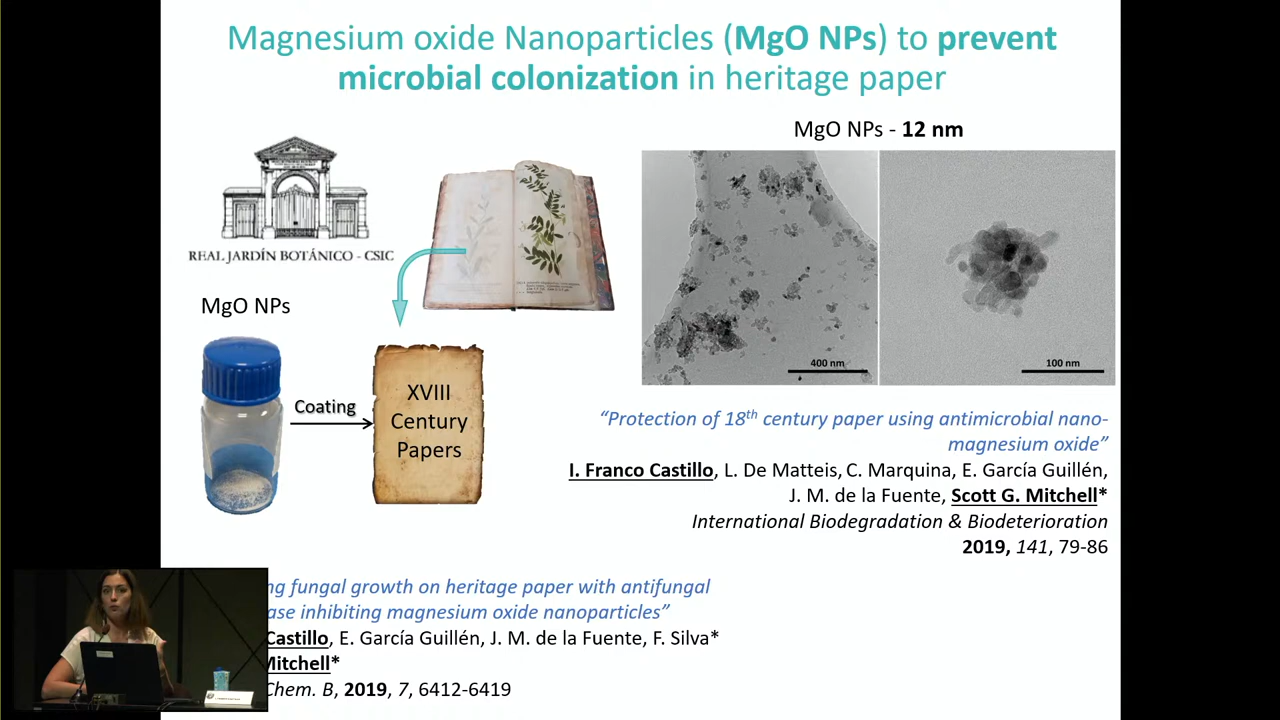 Magnesium oxide Nanoparticles (MgO NPs) to prevent
microbial colonization in heritage paper
MgO NPs - 12 nm
REAL JARDÍN BOTÁNICO - CSIC
MgO NPs
Coating
XVIII
Century
Papers
400 nm
100 nm
“Protection of 18th century paper using antimicrobial nano-
magnesium oxide”
I. Franco Castillo, L. De Matteis, C. Marquina, E. García Guillén,
J. M. de la Fuente, Scott G. Mitchell*
International Biodegradation & Biodeterioration
2019, 141, 79-86
ng fungal growth on heritage paper with antifungal
ase inhibiting magnesium oxide nanoparticles”
Castillo, E. García Guillén, J. M. de la Fuente, F. Silva*
Mitchell*
Chem. B, 2019, 7, 6412-6419